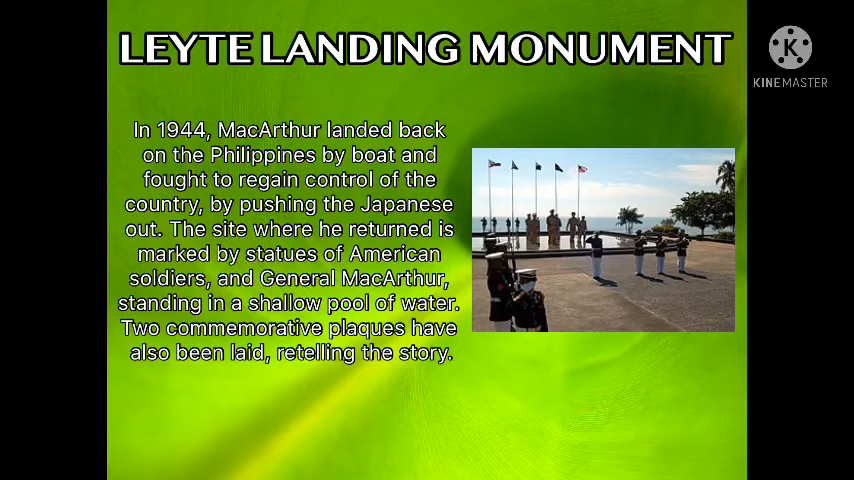 LEYTE LANDING MONUMENT
K
KINEMASTER
In 1944, MacArthur landed back
on the Philippines by boat and
fought to regain control of the
country, by pushing the Japanese
out. The site where he returned is
marked by statues of American
soldiers, and General MacArthur,
standing in a shallow pool of water.
Two commemorative plaques have
also been laid, retelling the story.